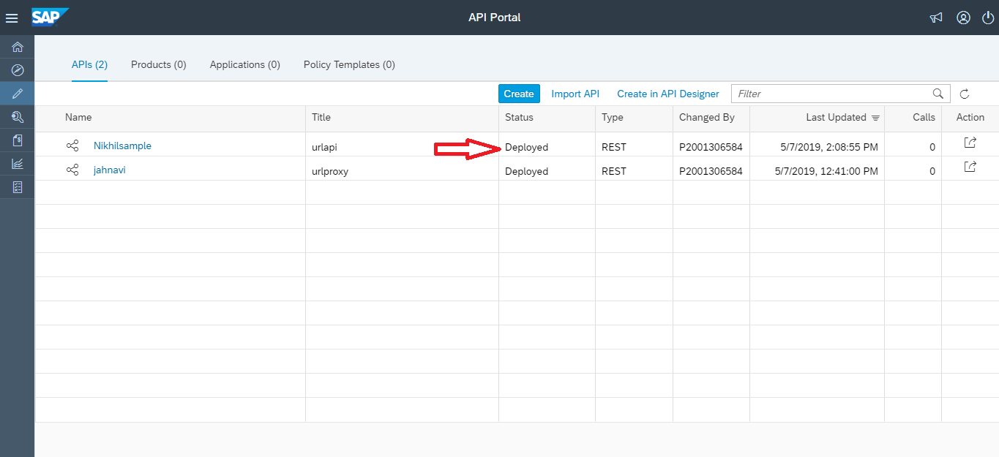 SAP API Portal
APIs (2) Products (0) Applications (0) Policy Templates (0)
Create Import API Create in API Designer Filter
Name Title Status Type Changed By Last Updated Calls Action
Nikhilsample urlapi Deployed REST P2001306584 5/7/2019, 2:08:55 PM 0
jahnavi urlproxy Deployed REST P2001306584 5/7/2019, 12:41:00 PM 0